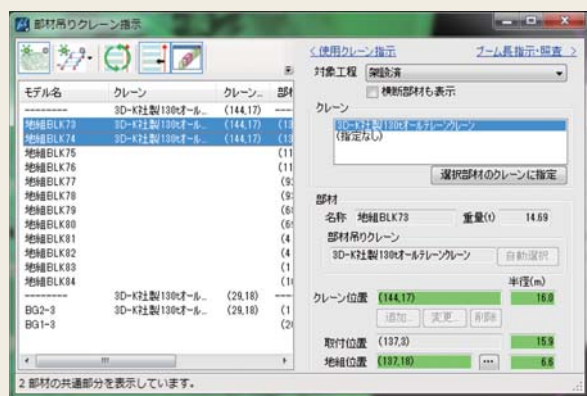 部材吊りクレーン指示
モデル名 クレーン クレーン... 部材
-------- 3D-K社製/130tオール... (144,17) ----
地組BLK73 3D-K社製/130tオール... (144,17) (13
地組BLK74 3D-K社製/130tオール... (144,17) (13
地組BLK75 (11
地組BLK76 (11
地組BLK77
地組BLK78
地組BLK79
地組BLK80
地組BLK81 (4
地組BLK82 (4
地組BLK83 (1
地組BLK84
-------- 3D-K社製/130tオール... (29,18) ----
BG2-3 3D-K社製/130tオール... (29,18) (1
BG1-3
2 部材の共通部分を表示しています。
< 使用クレーン指示 ブーム長指示・照査 >
対象工程 架設済
横断部材も表示
クレーン
3D-K社製/130tオールテレーンクレーン
(指定なし)
選択部材のクレーンに指定
部材
名称 地組BLK73 重量(t) 14.69
部材吊りクレーン
3D-K社製/130tオールテレーンクレーン 自動選択
半径(m)
クレーン位置 (144,17) 16.0
追加... 変更... 削除
取付位置 (137,3) 15.9
地組位置 (137,18) ... 6.6